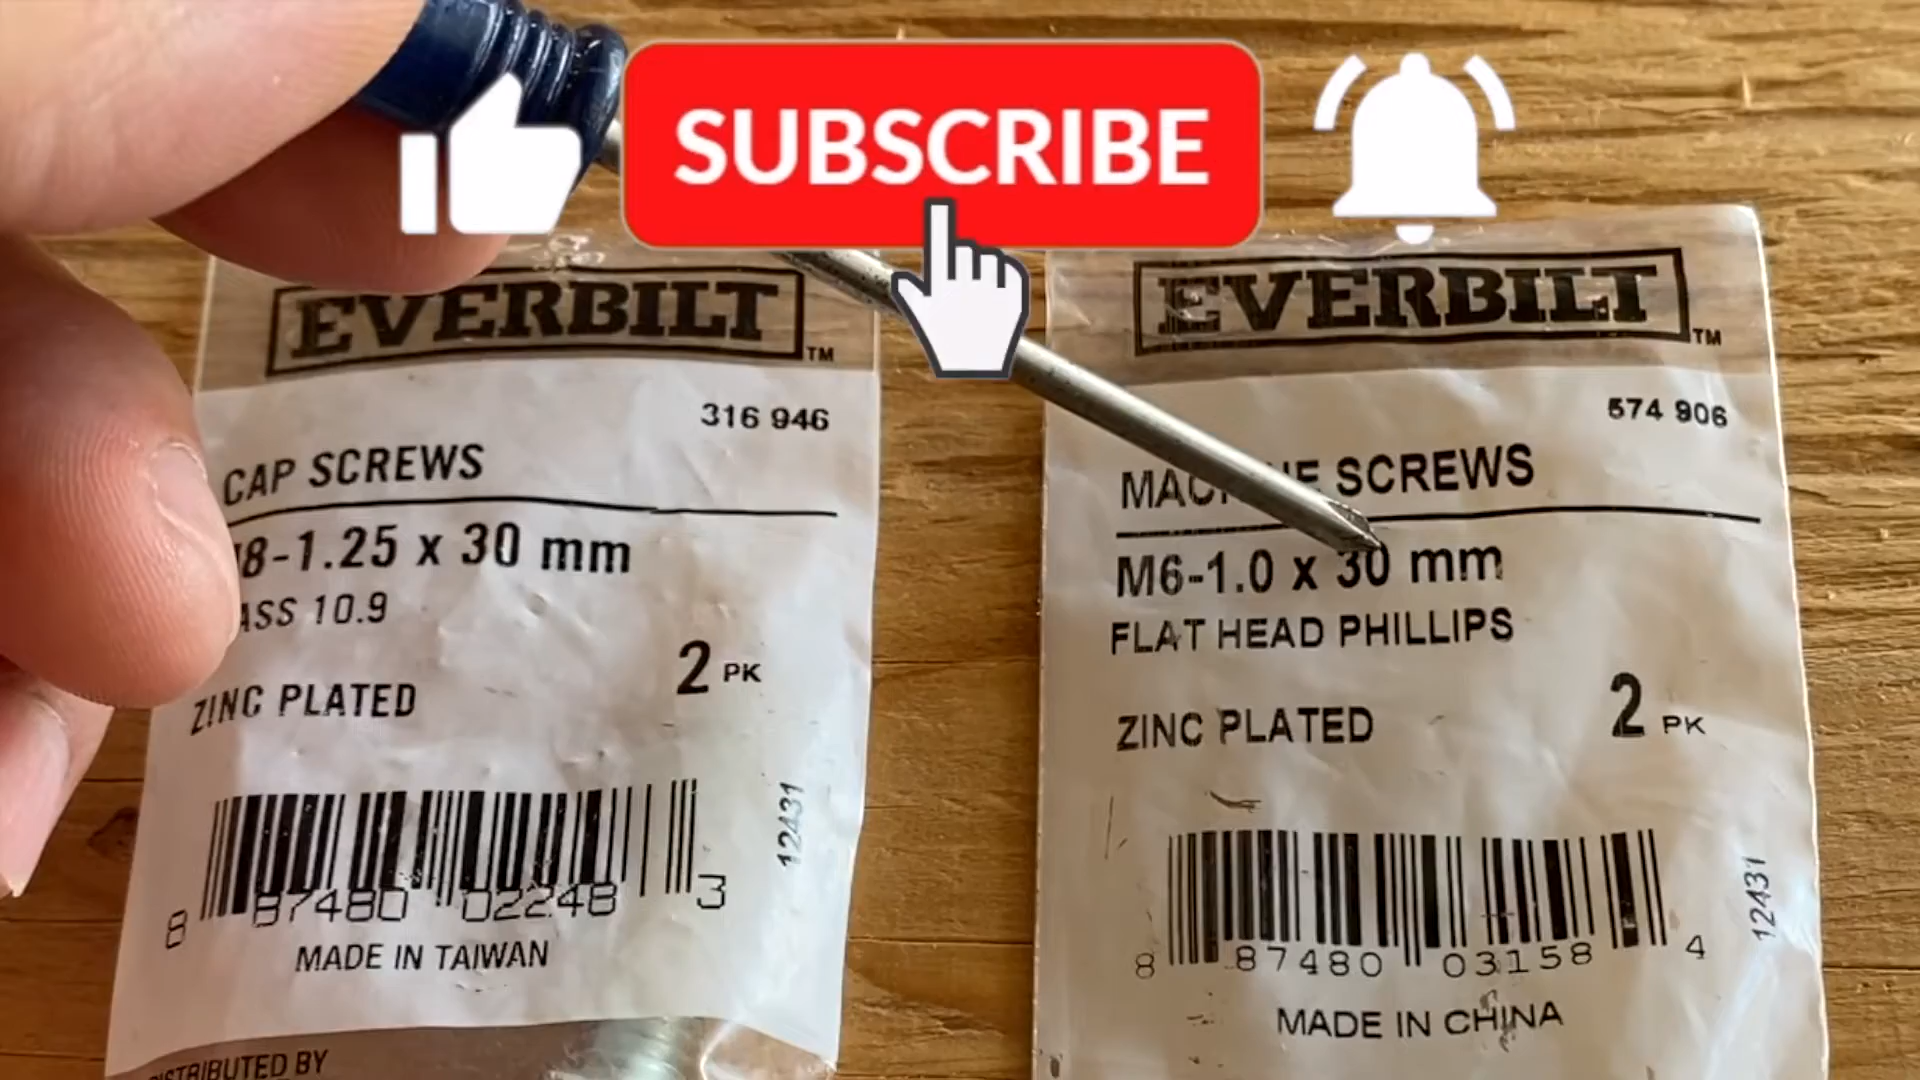 SUBSCRIBE
EVERBILT TM
316 946
CAP SCREWS
8-1.25 x 30 mm
ASS 10.9
2 PK
ZINC PLATED
12431
8 87480 02248 3
MADE IN TAIWAN
DISTRIBUTED BY
EVERBILT TM
574 906
MACHINE SCREWS
M6-1.0 x 30 mm
FLAT HEAD PHILLIPS
2 PK
ZINC PLATED
12431
8 87480 03158 4
MADE IN CHINA